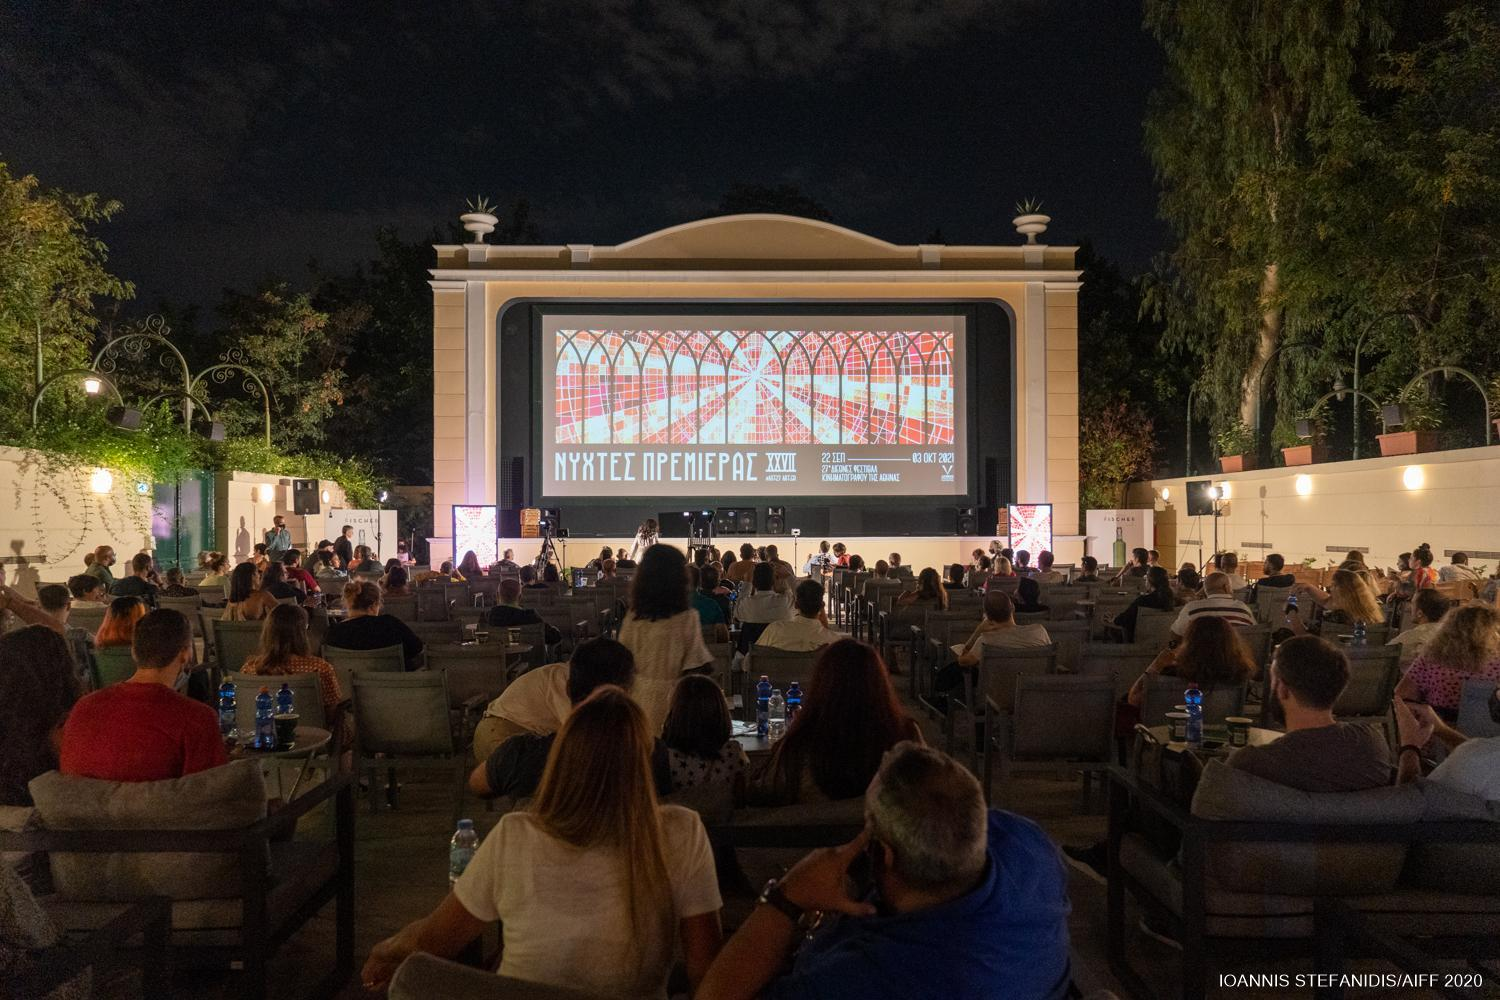 ΝΥΧΤΕΣ ΠΡΕΜΙΕΡΑΣ XXVII
22 ΣΕΠ 03 ΟΚΤ 2021
27ο ΔΙΕΘΝΕΣ ΦΕΣΤΙΒΑΛ
ΚΙΝΗΜΑΤΟΓΡΑΦΟΥ ΤΗΣ ΑΘΗΝΑΣ
FISCHER
FISCHER
IOANNIS STEFANIDIS/AIFF 2020